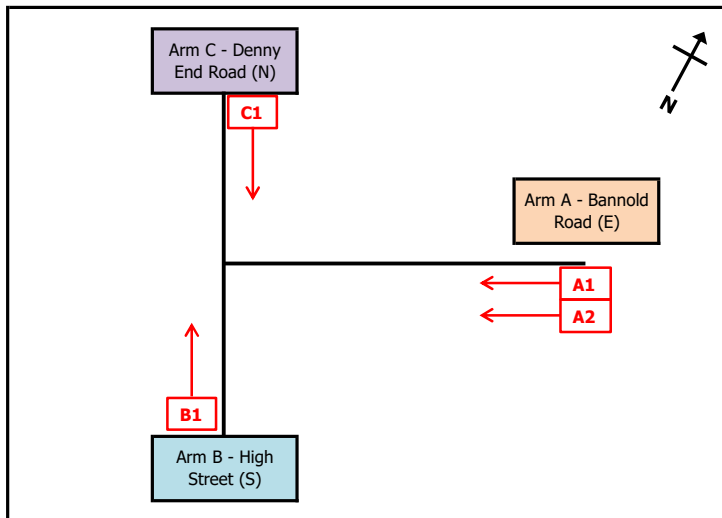 Arm C - Denny
End Road (N)
C1
N
Arm A - Bannold
Road (E)
A1
A2
B1
Arm B - High
Street (S)